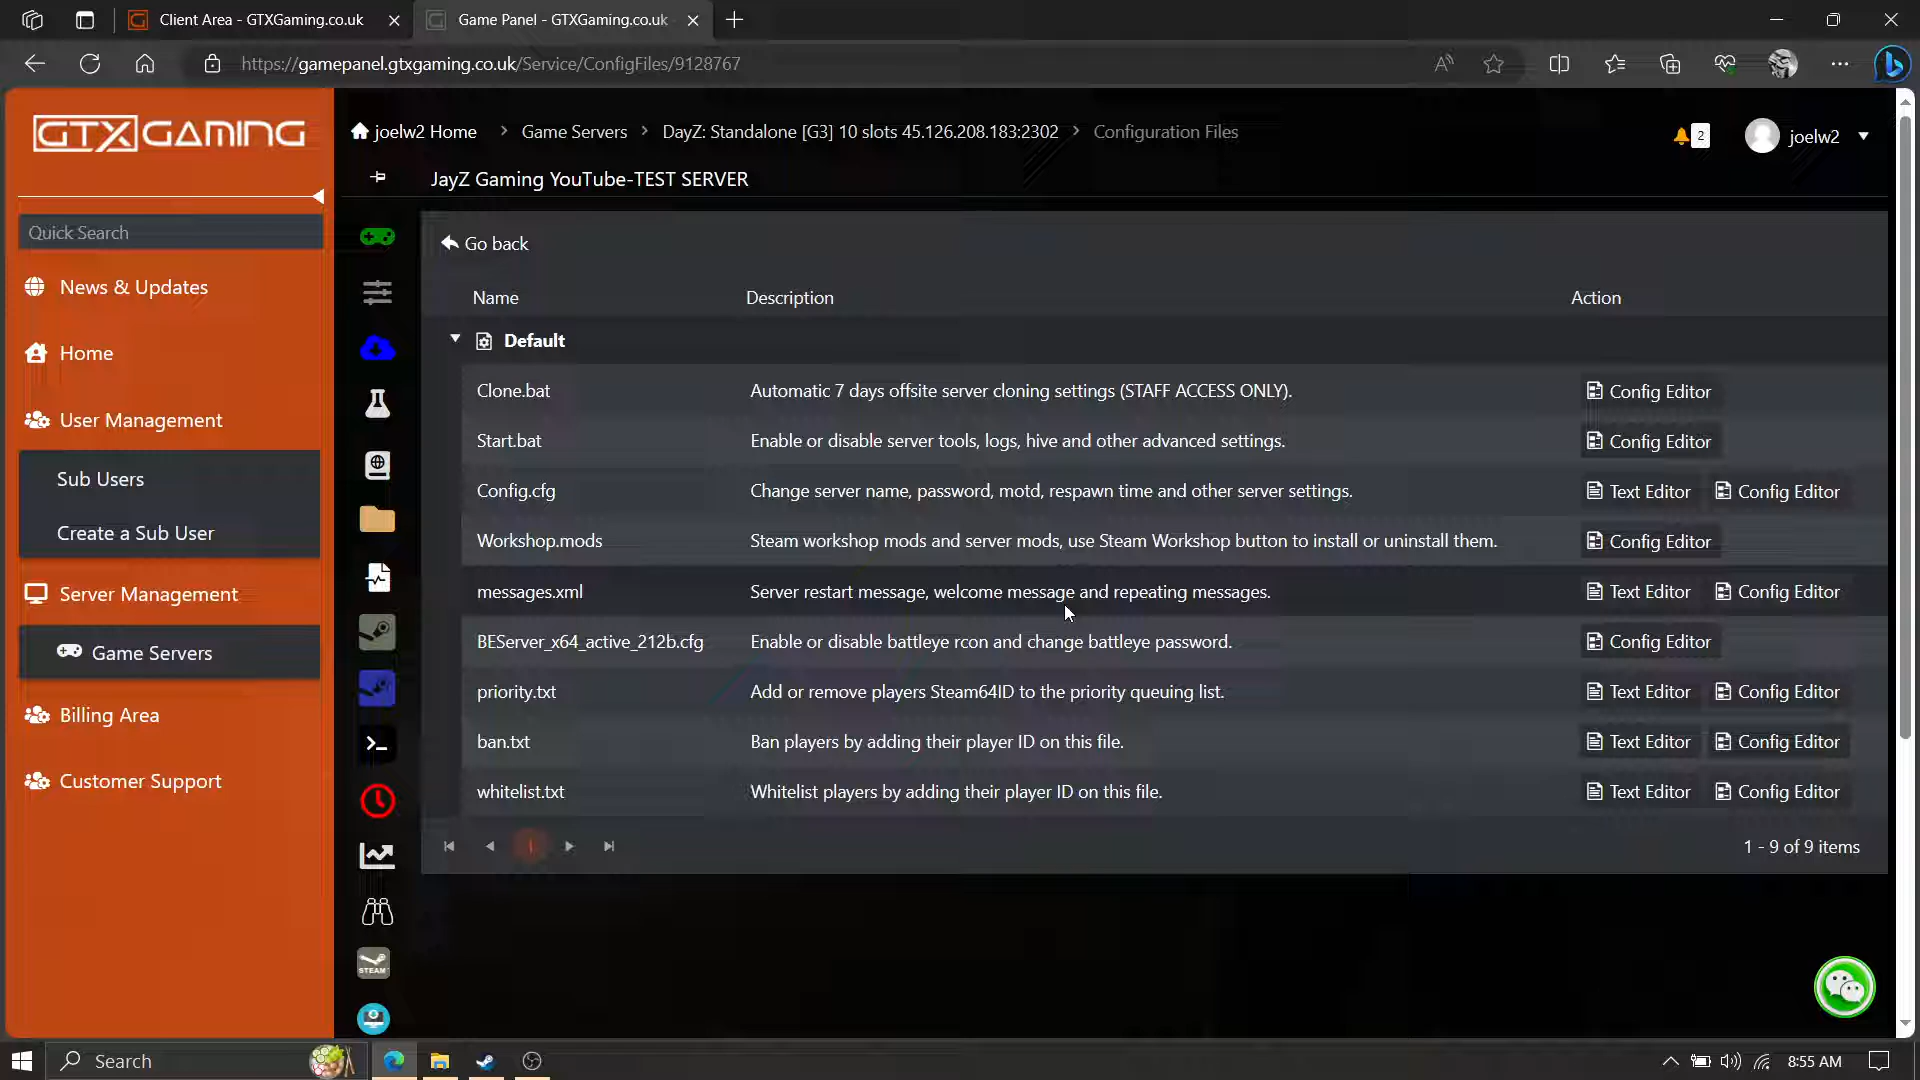 Client Area - GTXGaming.co.uk
Game Panel - GTXGaming.co.uk
https://gamepanel.gtxgaming.co.uk/Service/ConfigFiles/9128767
GTXGAMING
joelw2 Home > Game Servers > DayZ: Standalone [G3] 10 slots 45.126.208.183:2302 > Configuration Files
2
joelw2
JayZ Gaming YouTube-TEST SERVER
Quick Search
News & Updates
Home
User Management
Sub Users
Create a Sub User
Server Management
Game Servers
Billing Area
Customer Support
STEAM
Go back
Name Description Action
Default
Clone.bat Automatic 7 days offsite server cloning settings (STAFF ACCESS ONLY). Config Editor
Start.bat Enable or disable server tools, logs, hive and other advanced settings. Config Editor
Config.cfg Change server name, password, motd, respawn time and other server settings. Text Editor Config Editor
Workshop.mods Steam workshop mods and server mods, use Steam Workshop button to install or uninstall them. Config Editor
messages.xml Server restart message, welcome message and repeating messages. Text Editor Config Editor
BEServer_x64_active_212b.cfg Enable or disable battleye rcon and change battleye password. Config Editor
priority.txt Add or remove players Steam64ID to the priority queuing list. Text Editor Config Editor
ban.txt Ban players by adding their player ID on this file. Text Editor Config Editor
whitelist.txt Whitelist players by adding their player ID on this file. Text Editor Config Editor
1
1 - 9 of 9 items
Search
8:55 AM